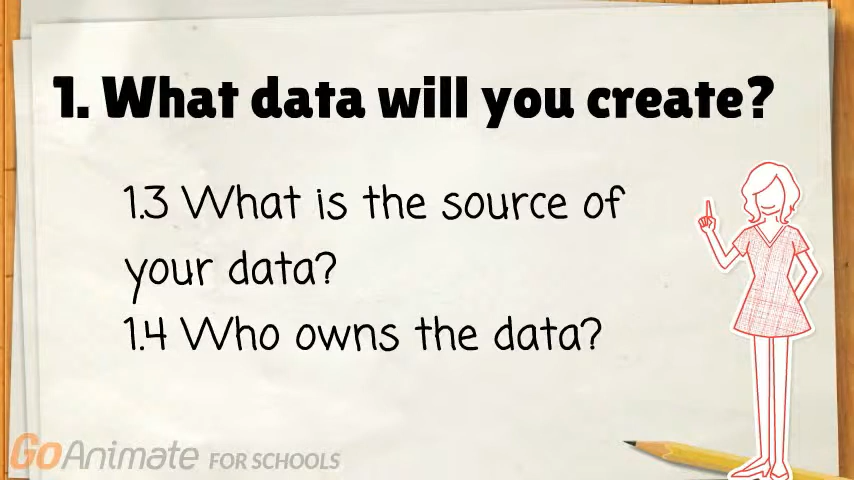 1. What data will you create?
1.3 What is the source of
your data?
1.4 Who owns the data?
GoAnimate FOR SCHOOLS